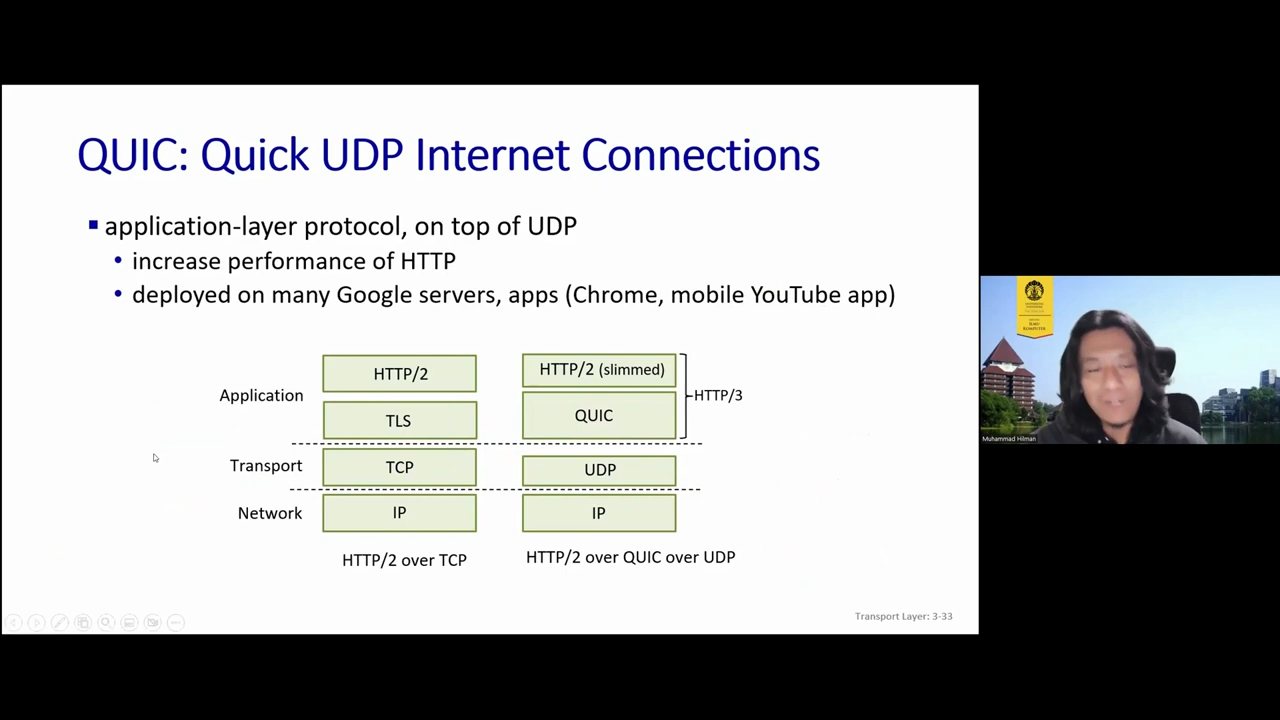 QUIC: Quick UDP Internet Connections
▪ application-layer protocol, on top of UDP
• increase performance of HTTP
• deployed on many Google servers, apps (Chrome, mobile YouTube app)
Application
HTTP/2
TLS
HTTP/2 (slimmed)
QUIC
HTTP/3
Transport
TCP
UDP
Network
IP
IP
HTTP/2 over TCP
HTTP/2 over QUIC over UDP
Transport Layer: 3-33
ILMU
KOMPUTER
Muhammad Hilman